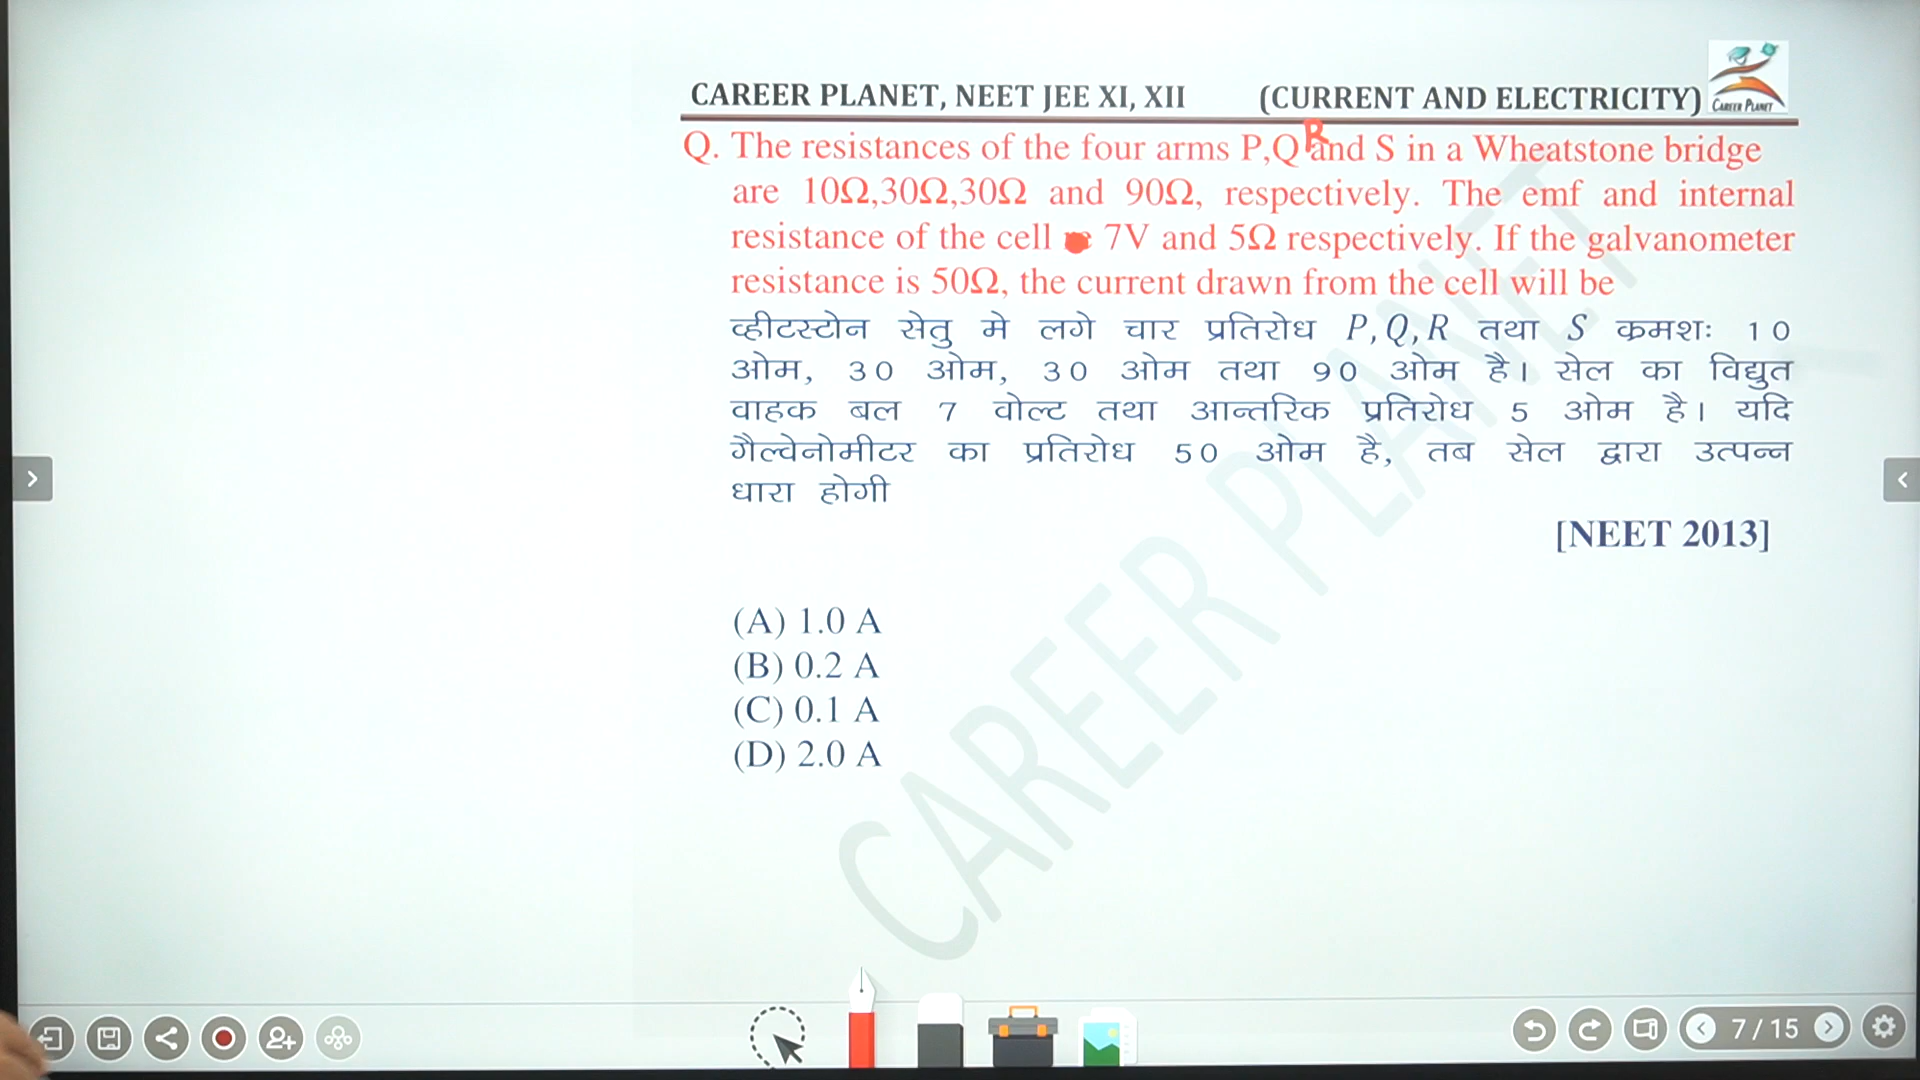 CAREER PLANET, NEET JEE XI, XII (CURRENT AND ELECTRICITY)
CAREER PLANET
Q. The resistances of the four arms P,Q R and S in a Wheatstone bridge
are 10Ω,30Ω,30Ω and 90Ω, respectively. The emf and internal
resistance of the cell 7V and 5Ω respectively. If the galvanometer
resistance is 50Ω, the current drawn from the cell will be
व्हीटस्टोन सेतु मे लगे चार प्रतिरोध P,Q,R तथा S क्रमशः 10
ओम, 30 ओम, 30 ओम तथा 90 ओम है। सेल का विद्युत
वाहक बल 7 वोल्ट तथा आन्तरिक प्रतिरोध 5 ओम है। यदि
गैल्वेनोमीटर का प्रतिरोध 50 ओम है, तब सेल द्वारा उत्पन्न
धारा होगी
[NEET 2013]
(A) 1.0 A
(B) 0.2 A
(C) 0.1 A
(D) 2.0 A
CAREER PLANET
7/15